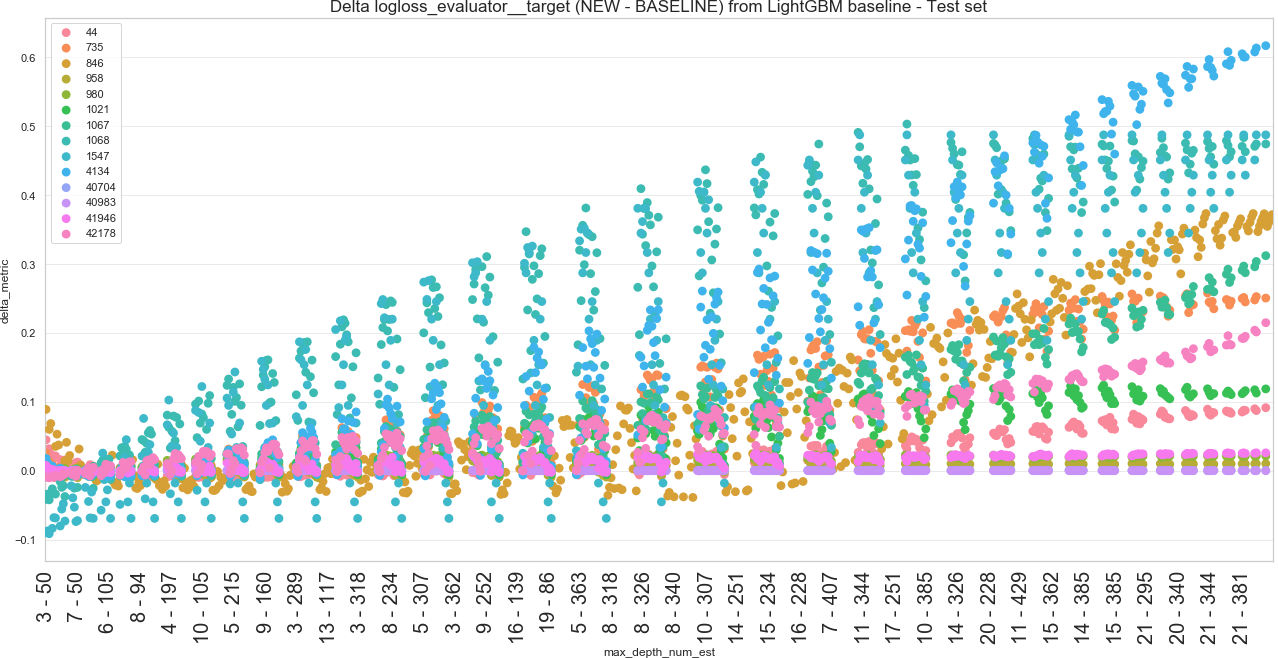 Delta logloss_evaluator__target (NEW - BASELINE) from LightGBM baseline - Test set
44
735
846
958
980
1021
1067
1068
1547
4134
40704
40983
41946
42178
delta_metric
0.6
0.5
0.4
0.3
0.2
0.1
0.0
−0.1
3 - 50
7 - 50
6 - 105
8 - 94
4 - 197
10 - 105
5 - 215
9 - 160
3 - 289
13 - 117
3 - 318
8 - 234
5 - 307
3 - 362
9 - 252
16 - 139
19 - 86
5 - 363
8 - 318
8 - 326
8 - 340
10 - 307
14 - 251
15 - 234
16 - 228
7 - 407
11 - 344
17 - 251
10 - 385
14 - 326
20 - 228
11 - 429
15 - 362
14 - 385
15 - 385
21 - 295
20 - 340
21 - 344
21 - 381
max_depth_num_est